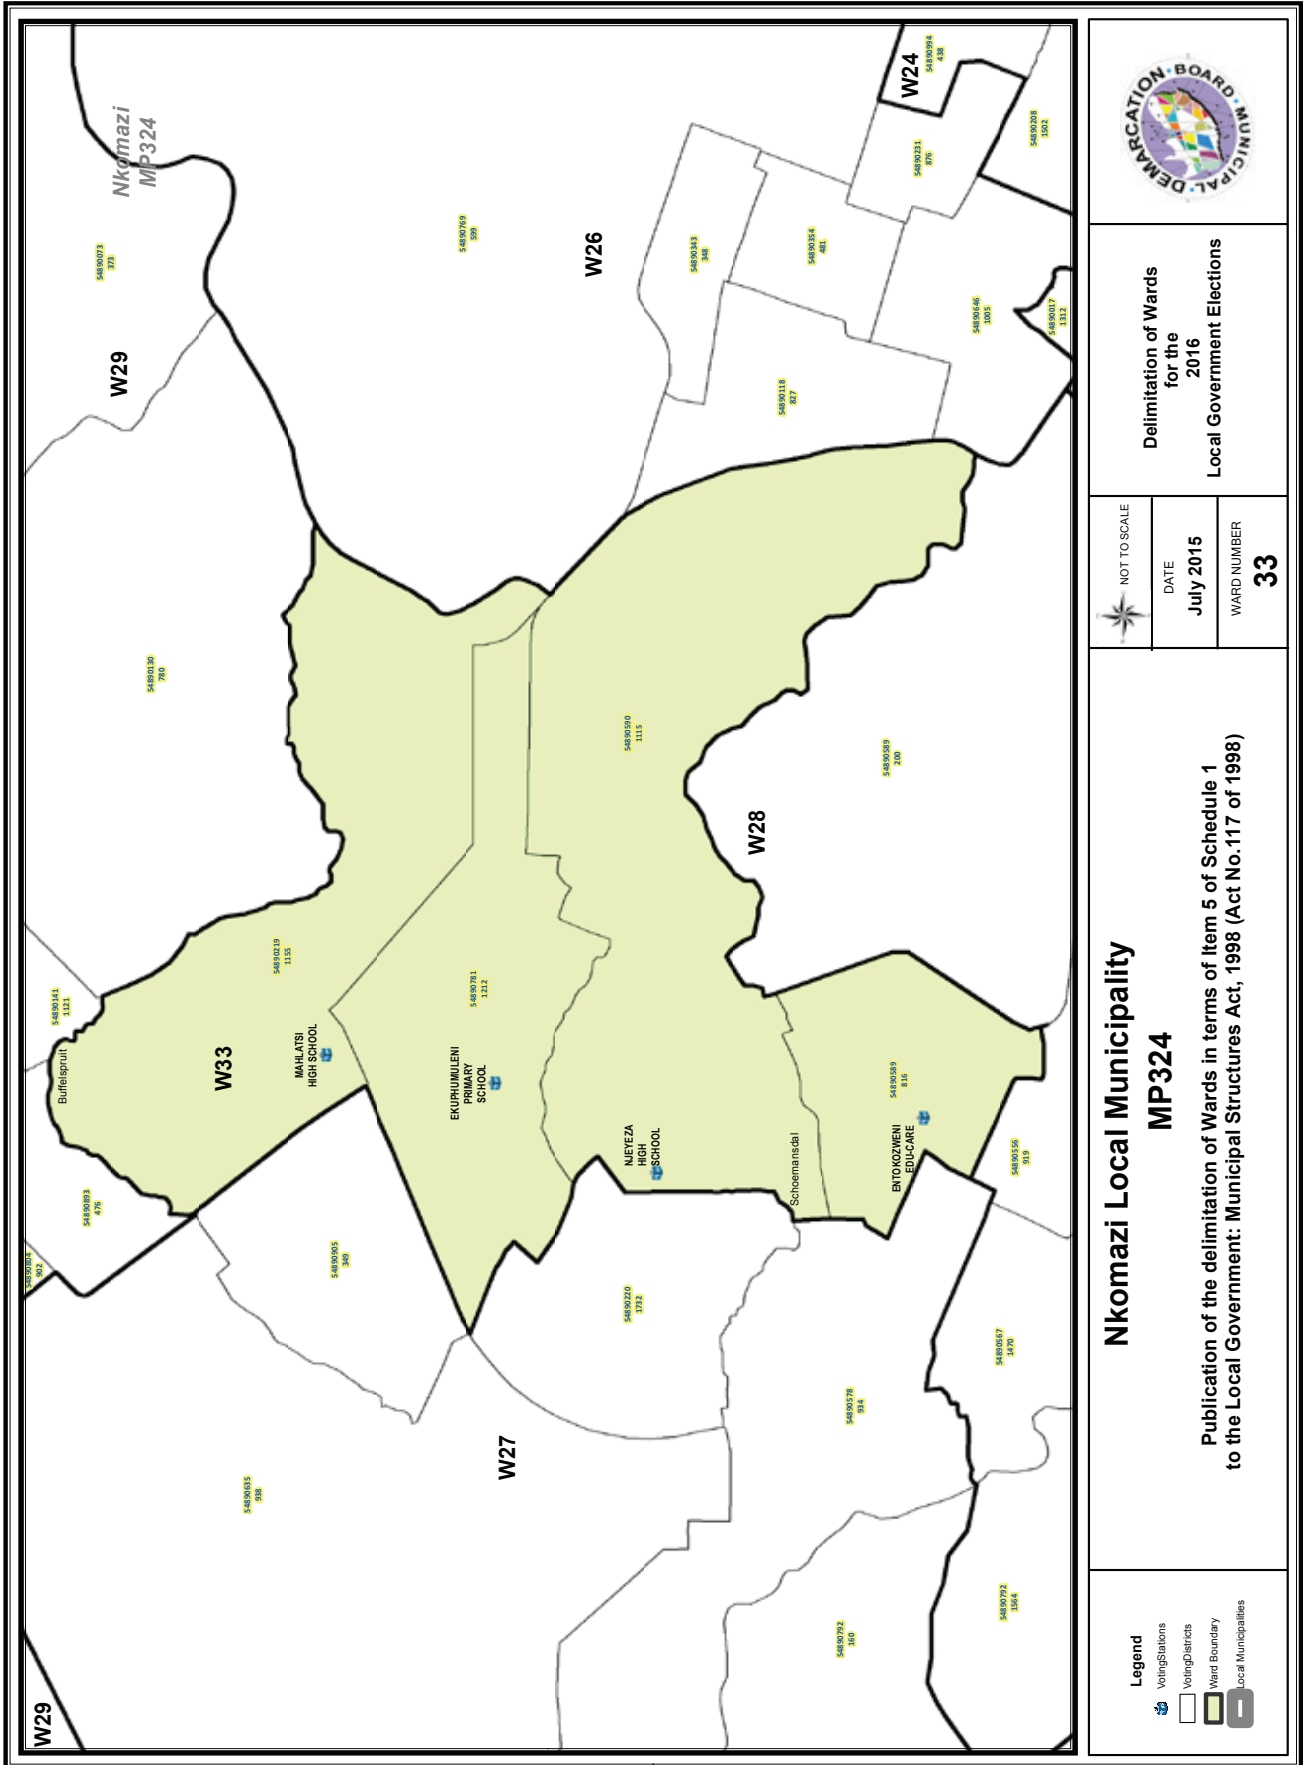 W29
Nkomazi
MP324
54890073
373
W29
54890769
599
W26
54890343
348
54890354
481
54890231
876
W24
54890994
438
54890208
1502
54890646
1005
54890017
1312
54890118
827
54890130
780
54890590
1115
W28
54890589
200
54890141
1121
Buffelspruit
54890219
1155
W33
MAHLATSI
HIGH SCHOOL
54890781
1212
EKUPHUMULENI
PRIMARY
SCHOOL
NJEYEZA
HIGH
SCHOOL
Schoemansdal
54890589
816
ENTOKOZWENI
EDU-CARE
54890556
919
54890893
476
54890804
902
54890905
349
54890220
1732
54890567
1470
54890578
934
W27
54890635
938
54890792
160
54890792
1564
Legend
VotingStations
VotingDistricts
Ward Boundary
Local Municipalities
Nkomazi Local Municipality
MP324
Publication of the delimitation of Wards in terms of Item 5 of Schedule 1
to the Local Government: Municipal Structures Act, 1998 (Act No.117 of 1998)
NOT TO SCALE
DATE
July 2015
WARD NUMBER
33
Delimitation of Wards
for the
2016
Local Government Elections
MUNICIPAL DEMARCATION BOARD